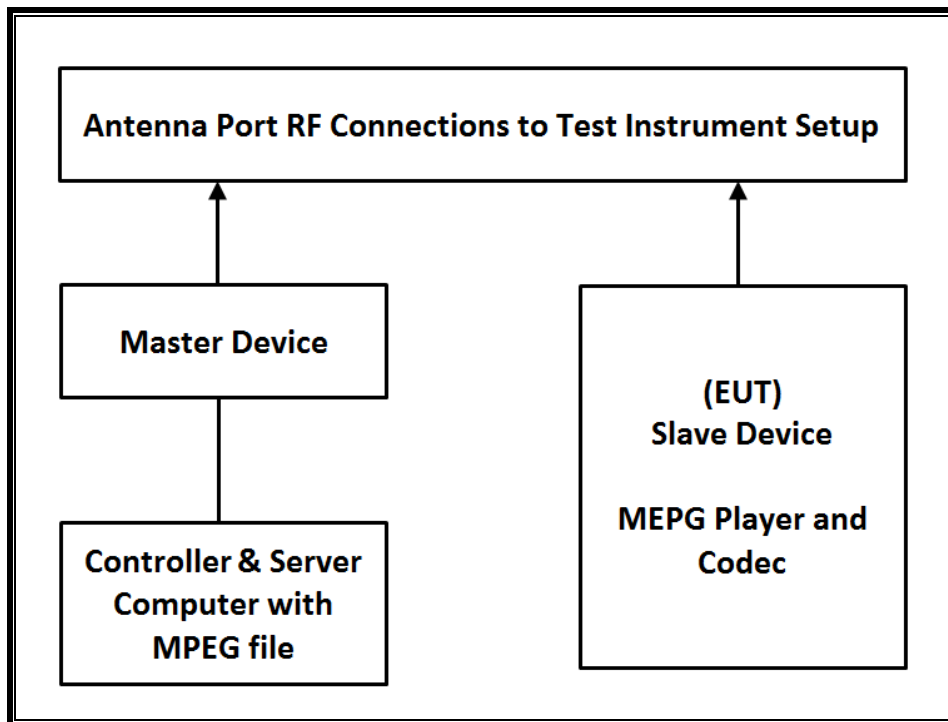 Antenna Port RF Connections to Test Instrument Setup
Master Device
(EUT)
Slave Device
MEPG Player and
Codec
Controller & Server
Computer with
MPEG file